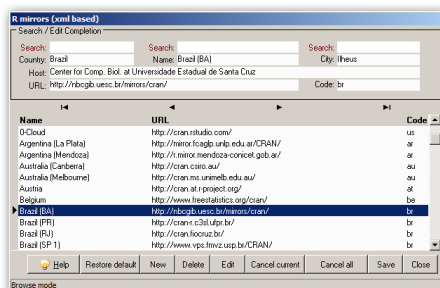 R mirrors (xml based)
Search / Edit Completion
Search: Search: Search:
Country: Brazil Name: Brazil (BA) City: Ilheus
Host: Center for Comp. Biol. at Universidade Estadual de Santa Cruz
URL: http://nbcgib.uesc.br/mirrors/cran/ Code: br
Name URL Code
0-Cloud http://cran.rstudio.com/ us
Argentina (La Plata) http://mirror.fcaglp.unlp.edu.ar/CRAN/ ar
Argentina (Mendoza) http://r.mirror.mendoza-conicet.gob.ar/ ar
Australia (Canberra) http://cran.csiro.au/ au
Australia (Melbourne) http://cran.ms.unimelb.edu.au/ au
Austria http://cran.at.r-project.org/ at
Belgium http://www.freestatistics.org/cran/ be
Brazil (BA) http://nbcgib.uesc.br/mirrors/cran/ br
Brazil (PR) http://cran-r.c3sl.ufpr.br/ br
Brazil (RJ) http://cran.fiocruz.br/ br
Brazil (SP 1) http://www.vps.fmvz.usp.br/CRAN/ br
Help Restore default New Delete Edit Cancel current Cancel all Save Close
Browse mode